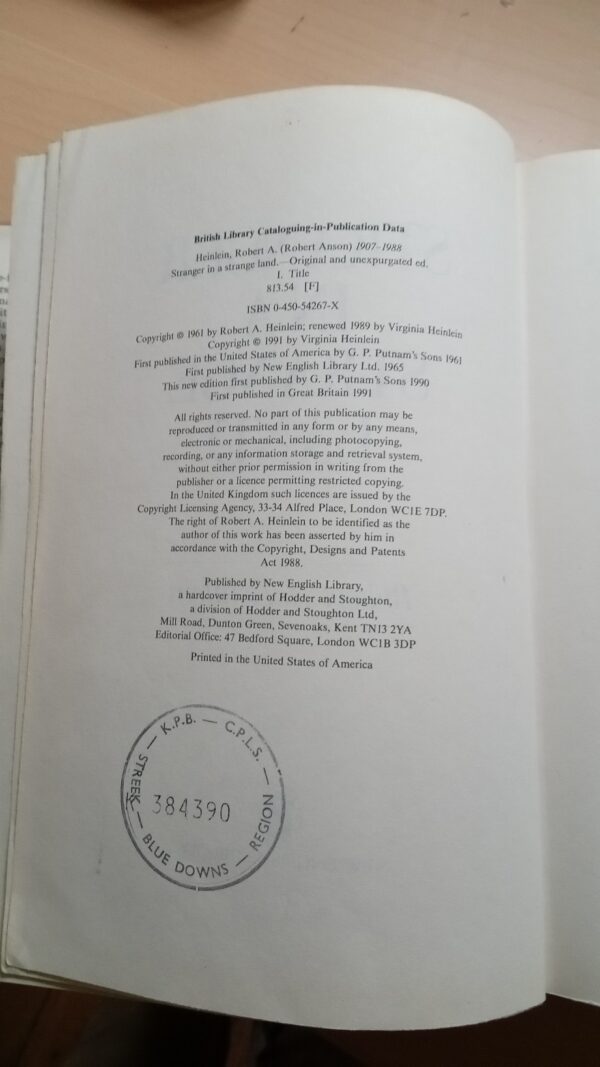 British Library Cataloguing-in-Publication Data
Heinlein, Robert A. (Robert Anson) 1907–1988
Stranger in a strange land.—Original and unexpurgated ed.
I. Title
813.54 [F]
ISBN 0-450-54267-X
Copyright © 1961 by Robert A. Heinlein; renewed 1989 by Virginia Heinlein
Copyright © 1991 by Virginia Heinlein
First published in the United States of America by G. P. Putnam's Sons 1961
First published by New English Library Ltd. 1965
This new edition first published by G. P. Putnam's Sons 1990
First published in Great Britain 1991
All rights reserved. No part of this publication may be
reproduced or transmitted in any form or by any means,
electronic or mechanical, including photocopying,
recording, or any information storage and retrieval system,
without either prior permission in writing from the
publisher or a licence permitting restricted copying.
In the United Kingdom such licences are issued by the
Copyright Licensing Agency, 33-34 Alfred Place, London WC1E 7DP.
The right of Robert A. Heinlein to be identified as the
author of this work has been asserted by him in
accordance with the Copyright, Designs and Patents
Act 1988.
Published by New English Library,
a hardcover imprint of Hodder and Stoughton,
a division of Hodder and Stoughton Ltd,
Mill Road, Dunton Green, Sevenoaks, Kent TN13 2YA
Editorial Office: 47 Bedford Square, London WC1B 3DP
Printed in the United States of America
K.P.B. — C.P.L.S. —
STREEK — BLUE DOWNS — REGION
384390